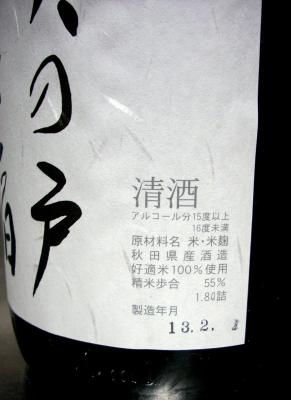 の戸
清酒
アルコール分15度以上
16度未満
原材料名 米・米麹
秋田県産酒造
好適米100%使用
精米歩合 55%
1.8ℓ詰
製造年月
13.2.